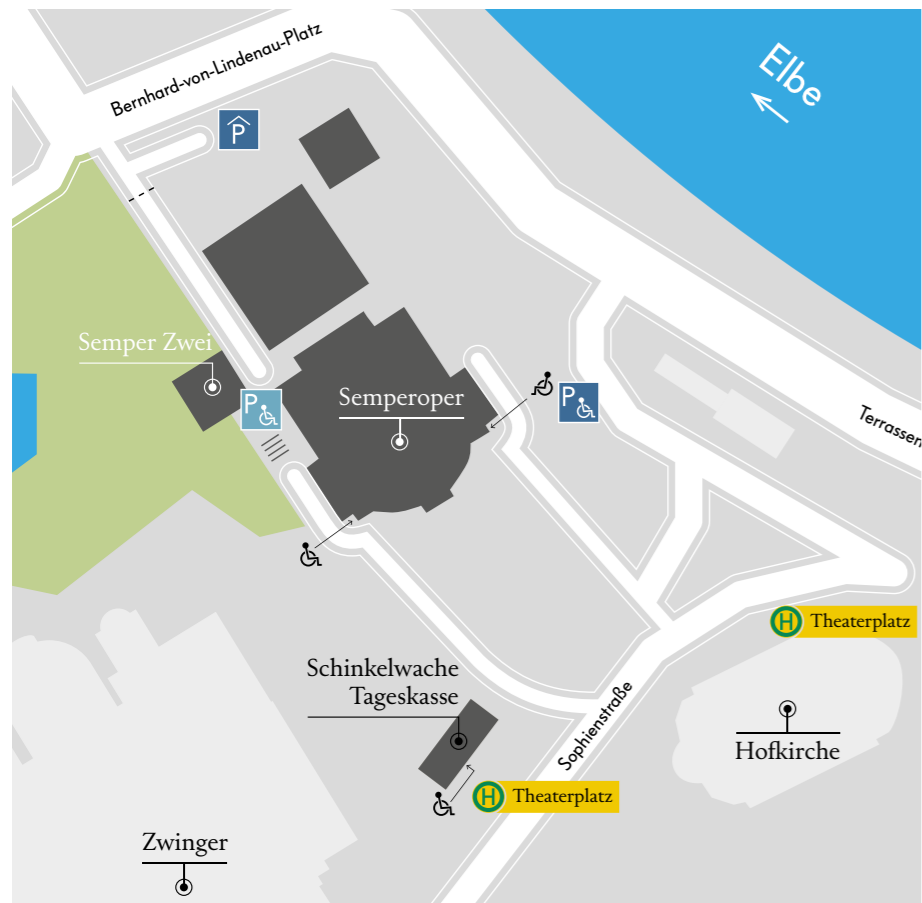 Bernhard-von-Lindenau-Platz
Elbe
P
Semper Zwei
P
Semperoper
P
Terrassen
H Theaterplatz
Schinkelwache
Tageskasse
Sophienstraße
Hofkirche
H Theaterplatz
Zwinger